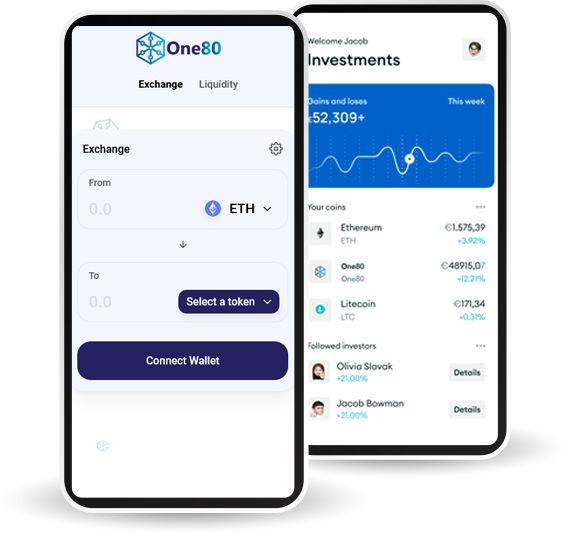 One80
Exchange
Liquidity
Exchange
From
0.0
ETH
To
0.0
Select a token
Connect Wallet
Welcome Jacob
Investments
Gains and loses
This week
52,309+
Your coins
Ethereum
€1.575,39
ETH
+3.92%
One80
€48915,07
One80
+12.21%
Litecoin
€171,34
LTC
+0.31%
Followed investors
Olivia Slovak
+21.00%
Details
Jacob Bowman
+21.00%
Details